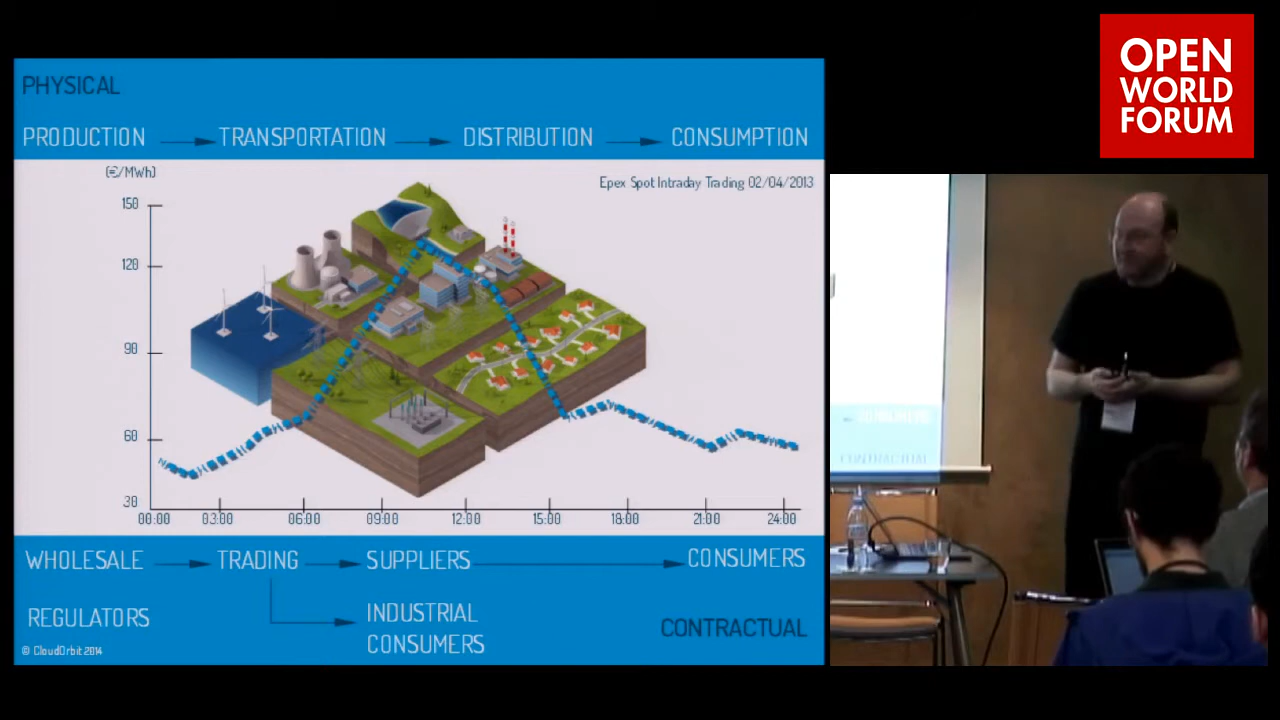 PHYSICAL
PRODUCTION TRANSPORTATION DISTRIBUTION CONSUMPTION
(€/MWh)
Epex Spot Intraday Trading 02/04/2013
150
120
90
60
30
00:00 03:00 06:00 09:00 12:00 15:00 18:00 21:00 24:00
WHOLESALE TRADING SUPPLIERS CONSUMERS
REGULATORS
INDUSTRIAL
CONSUMERS
CONTRACTUAL
© CloudOrbit 2014
OPEN
WORLD
FORUM
CONTRACTUAL